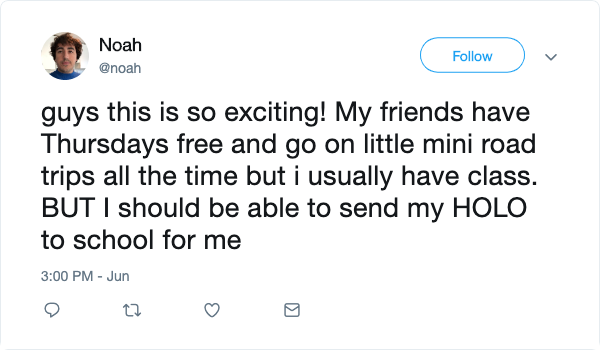 Noah
@noah
Follow
guys this is so exciting! My friends have
Thursdays free and go on little mini road
trips all the time but i usually have class.
BUT I should be able to send my HOLO
to school for me
3:00 PM - Jun